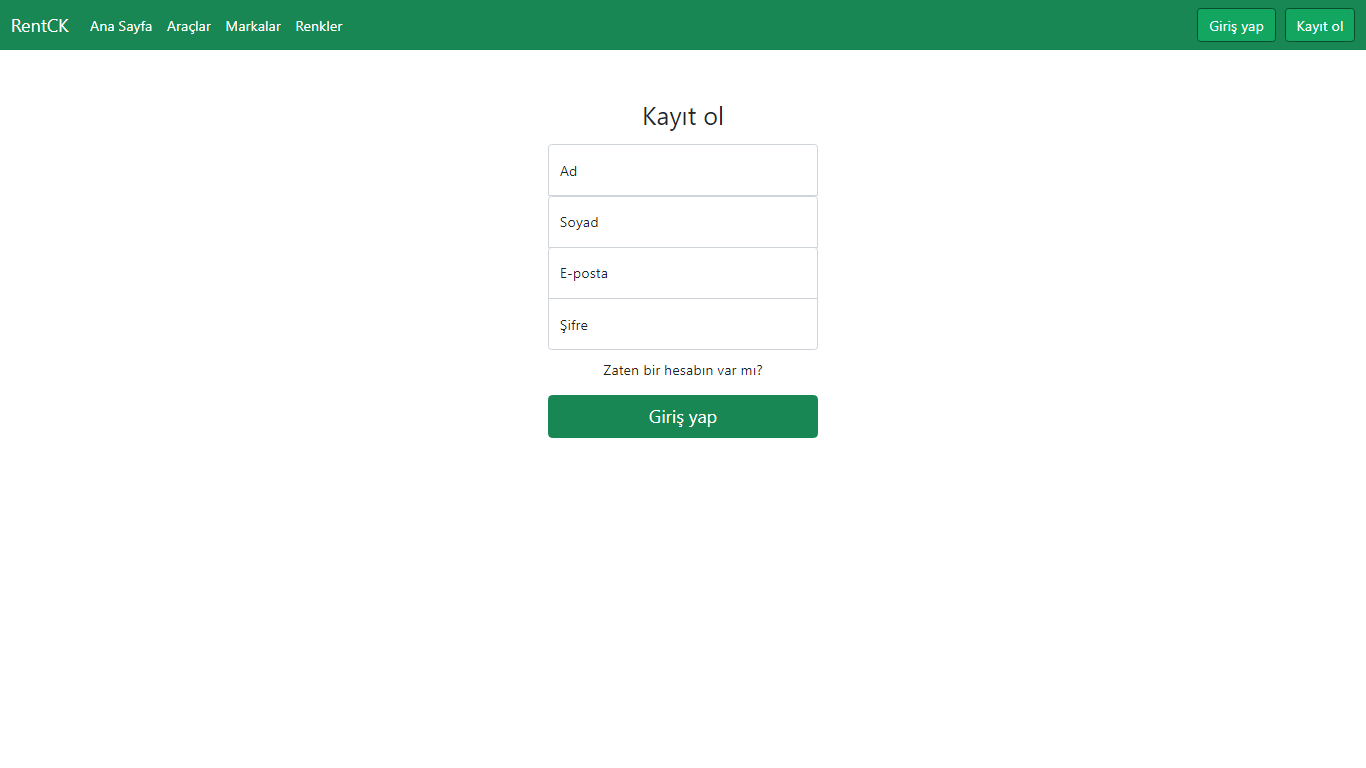 RentCK Ana Sayfa Araçlar Markalar Renkler Giriş yap Kayıt ol
Kayıt ol
Ad
Soyad
E-posta
Şifre
Zaten bir hesabın var mı?
Giriş yap